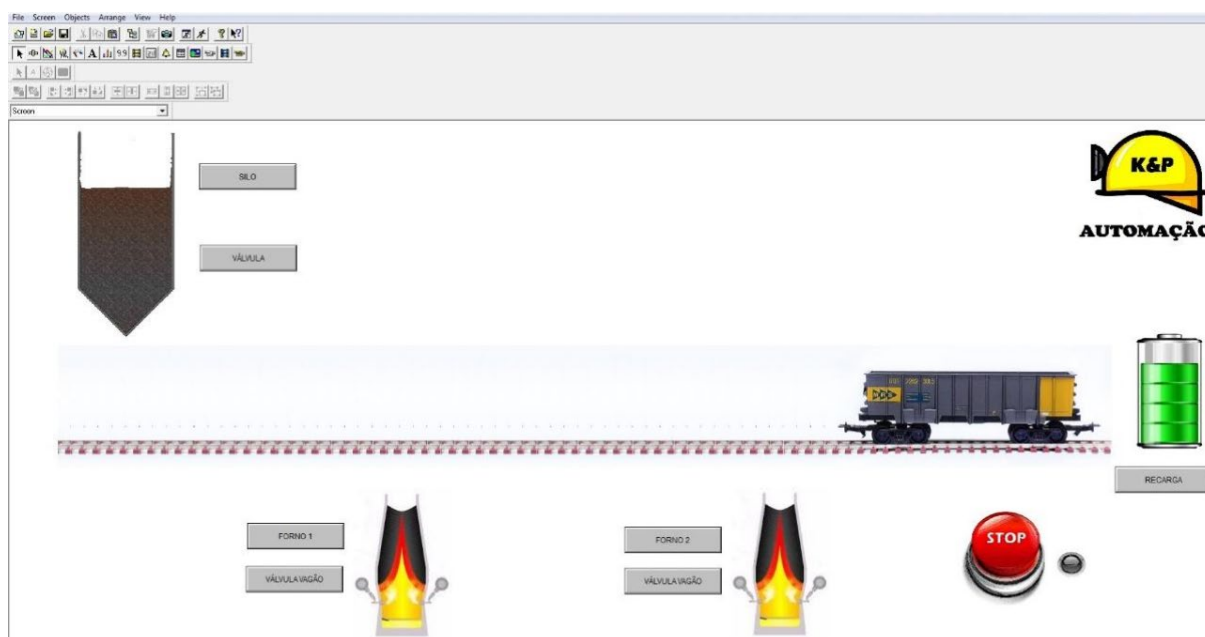 File Screen Objects Arrange View Help
Screen
SILO
VÁLVULA
K&P
AUTOMAÇÃO
RECARGA
FORNO 1
VÁLVULA VAGÃO
FORNO 2
VÁLVULA VAGÃO
STOP